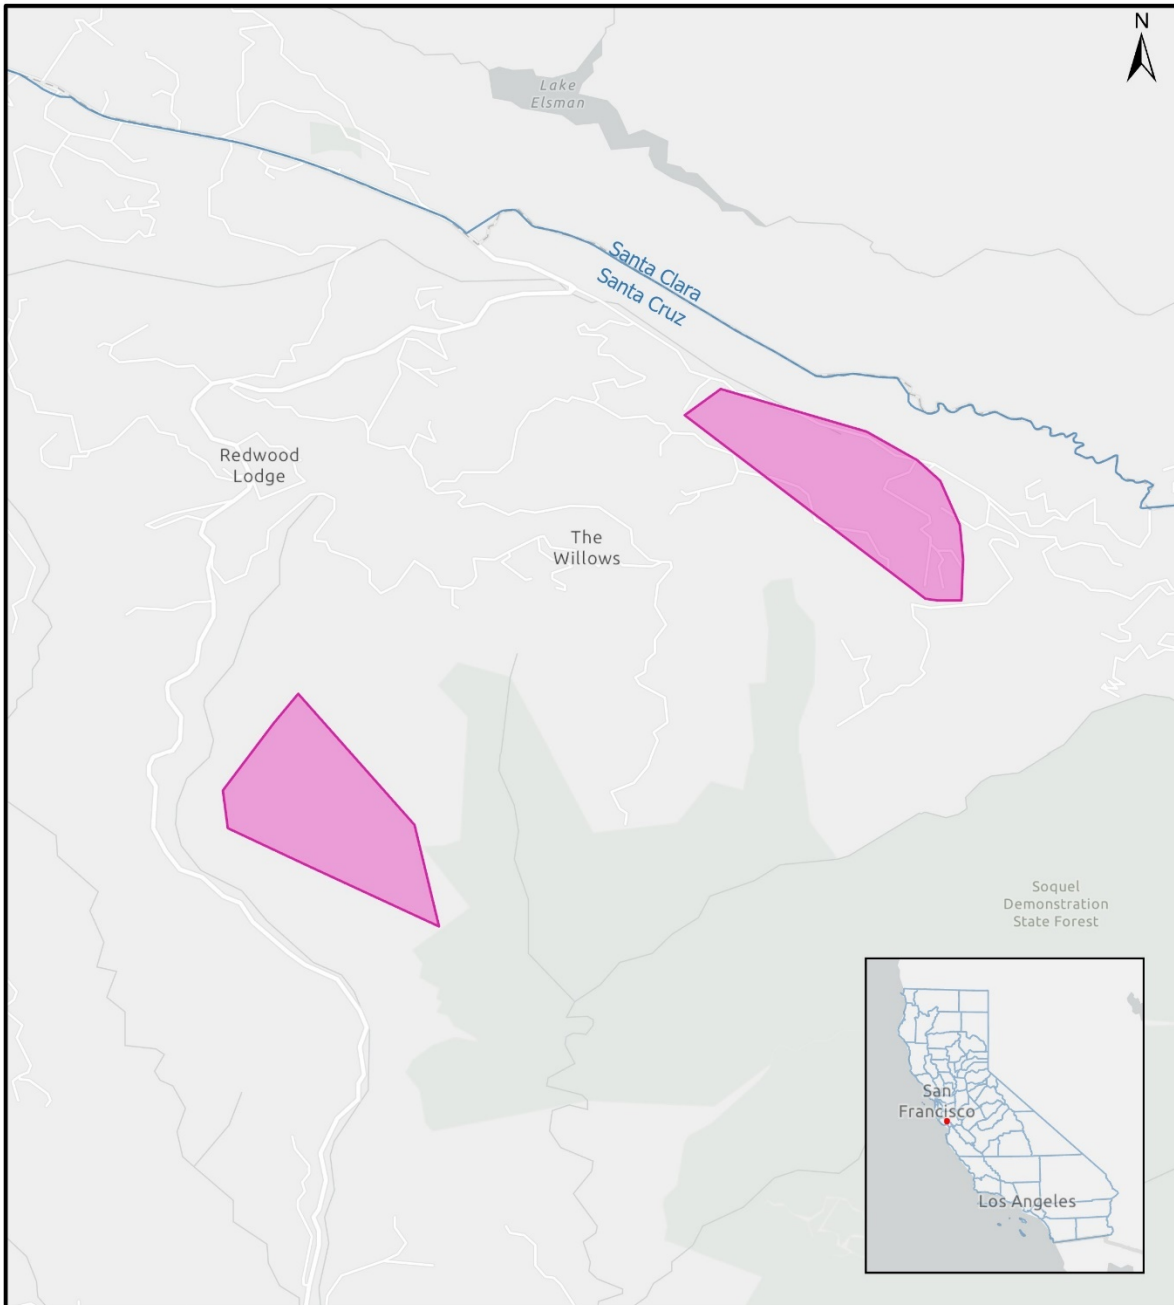 N
Lake
Elsman
Santa Clara
Santa Cruz
Redwood
Lodge
The
Willows
Soquel
Demonstration
State Forest
San
Francisco
Los Angeles